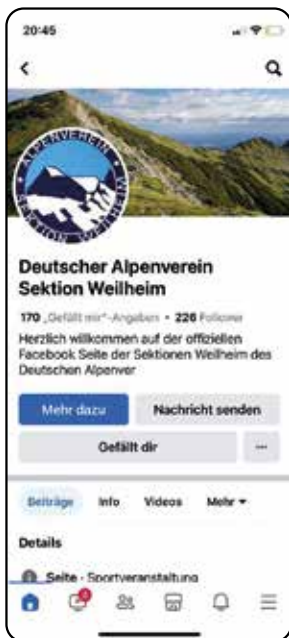 20:45
ALPENVEREIN
SEKTION WEILHEIM
Deutscher Alpenverein
Sektion Weilheim
170 „Gefällt mir“-Angaben • 226 Follower
Herzlich willkommen auf der offiziellen
Facebook Seite der Sektionen Weilheim des
Deutschen Alpenver
Mehr dazu Nachricht senden
Gefällt dir ...
Beiträge Info Videos Mehr
Details
Seite · Sportveranstaltung